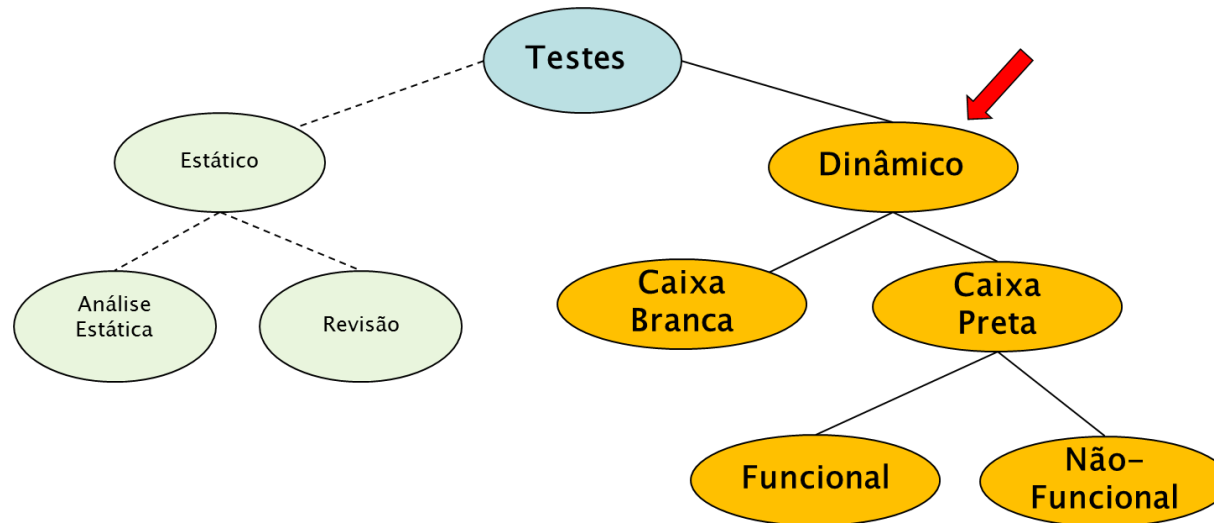 Testes
Estático
Dinâmico
Análise
Estática
Revisão
Caixa
Branca
Caixa
Preta
Funcional
Não-
Funcional